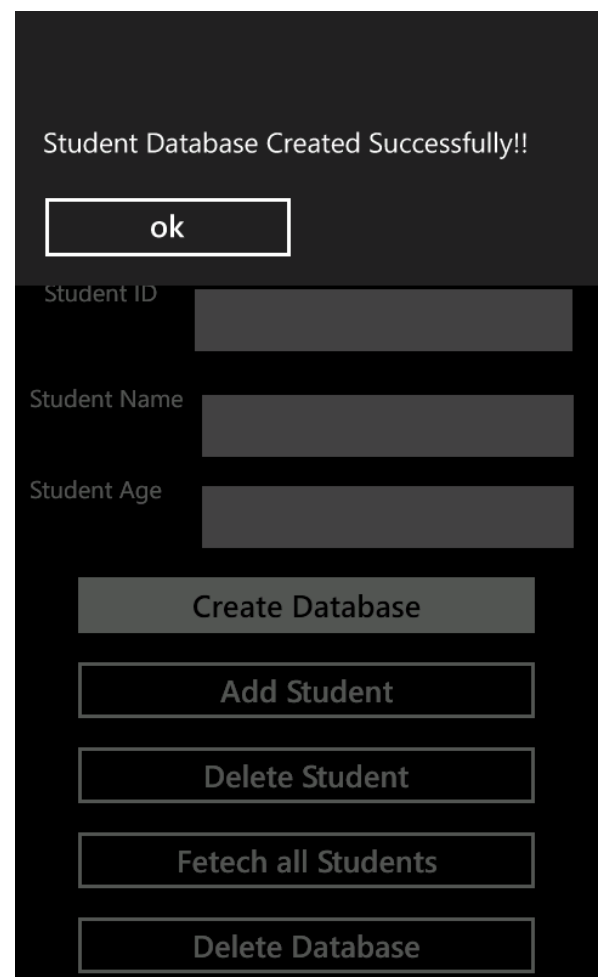 Student Database Created Successfully!!
ok
Student ID
Student Name
Student Age
Create Database
Add Student
Delete Student
Fetech all Students
Delete Database